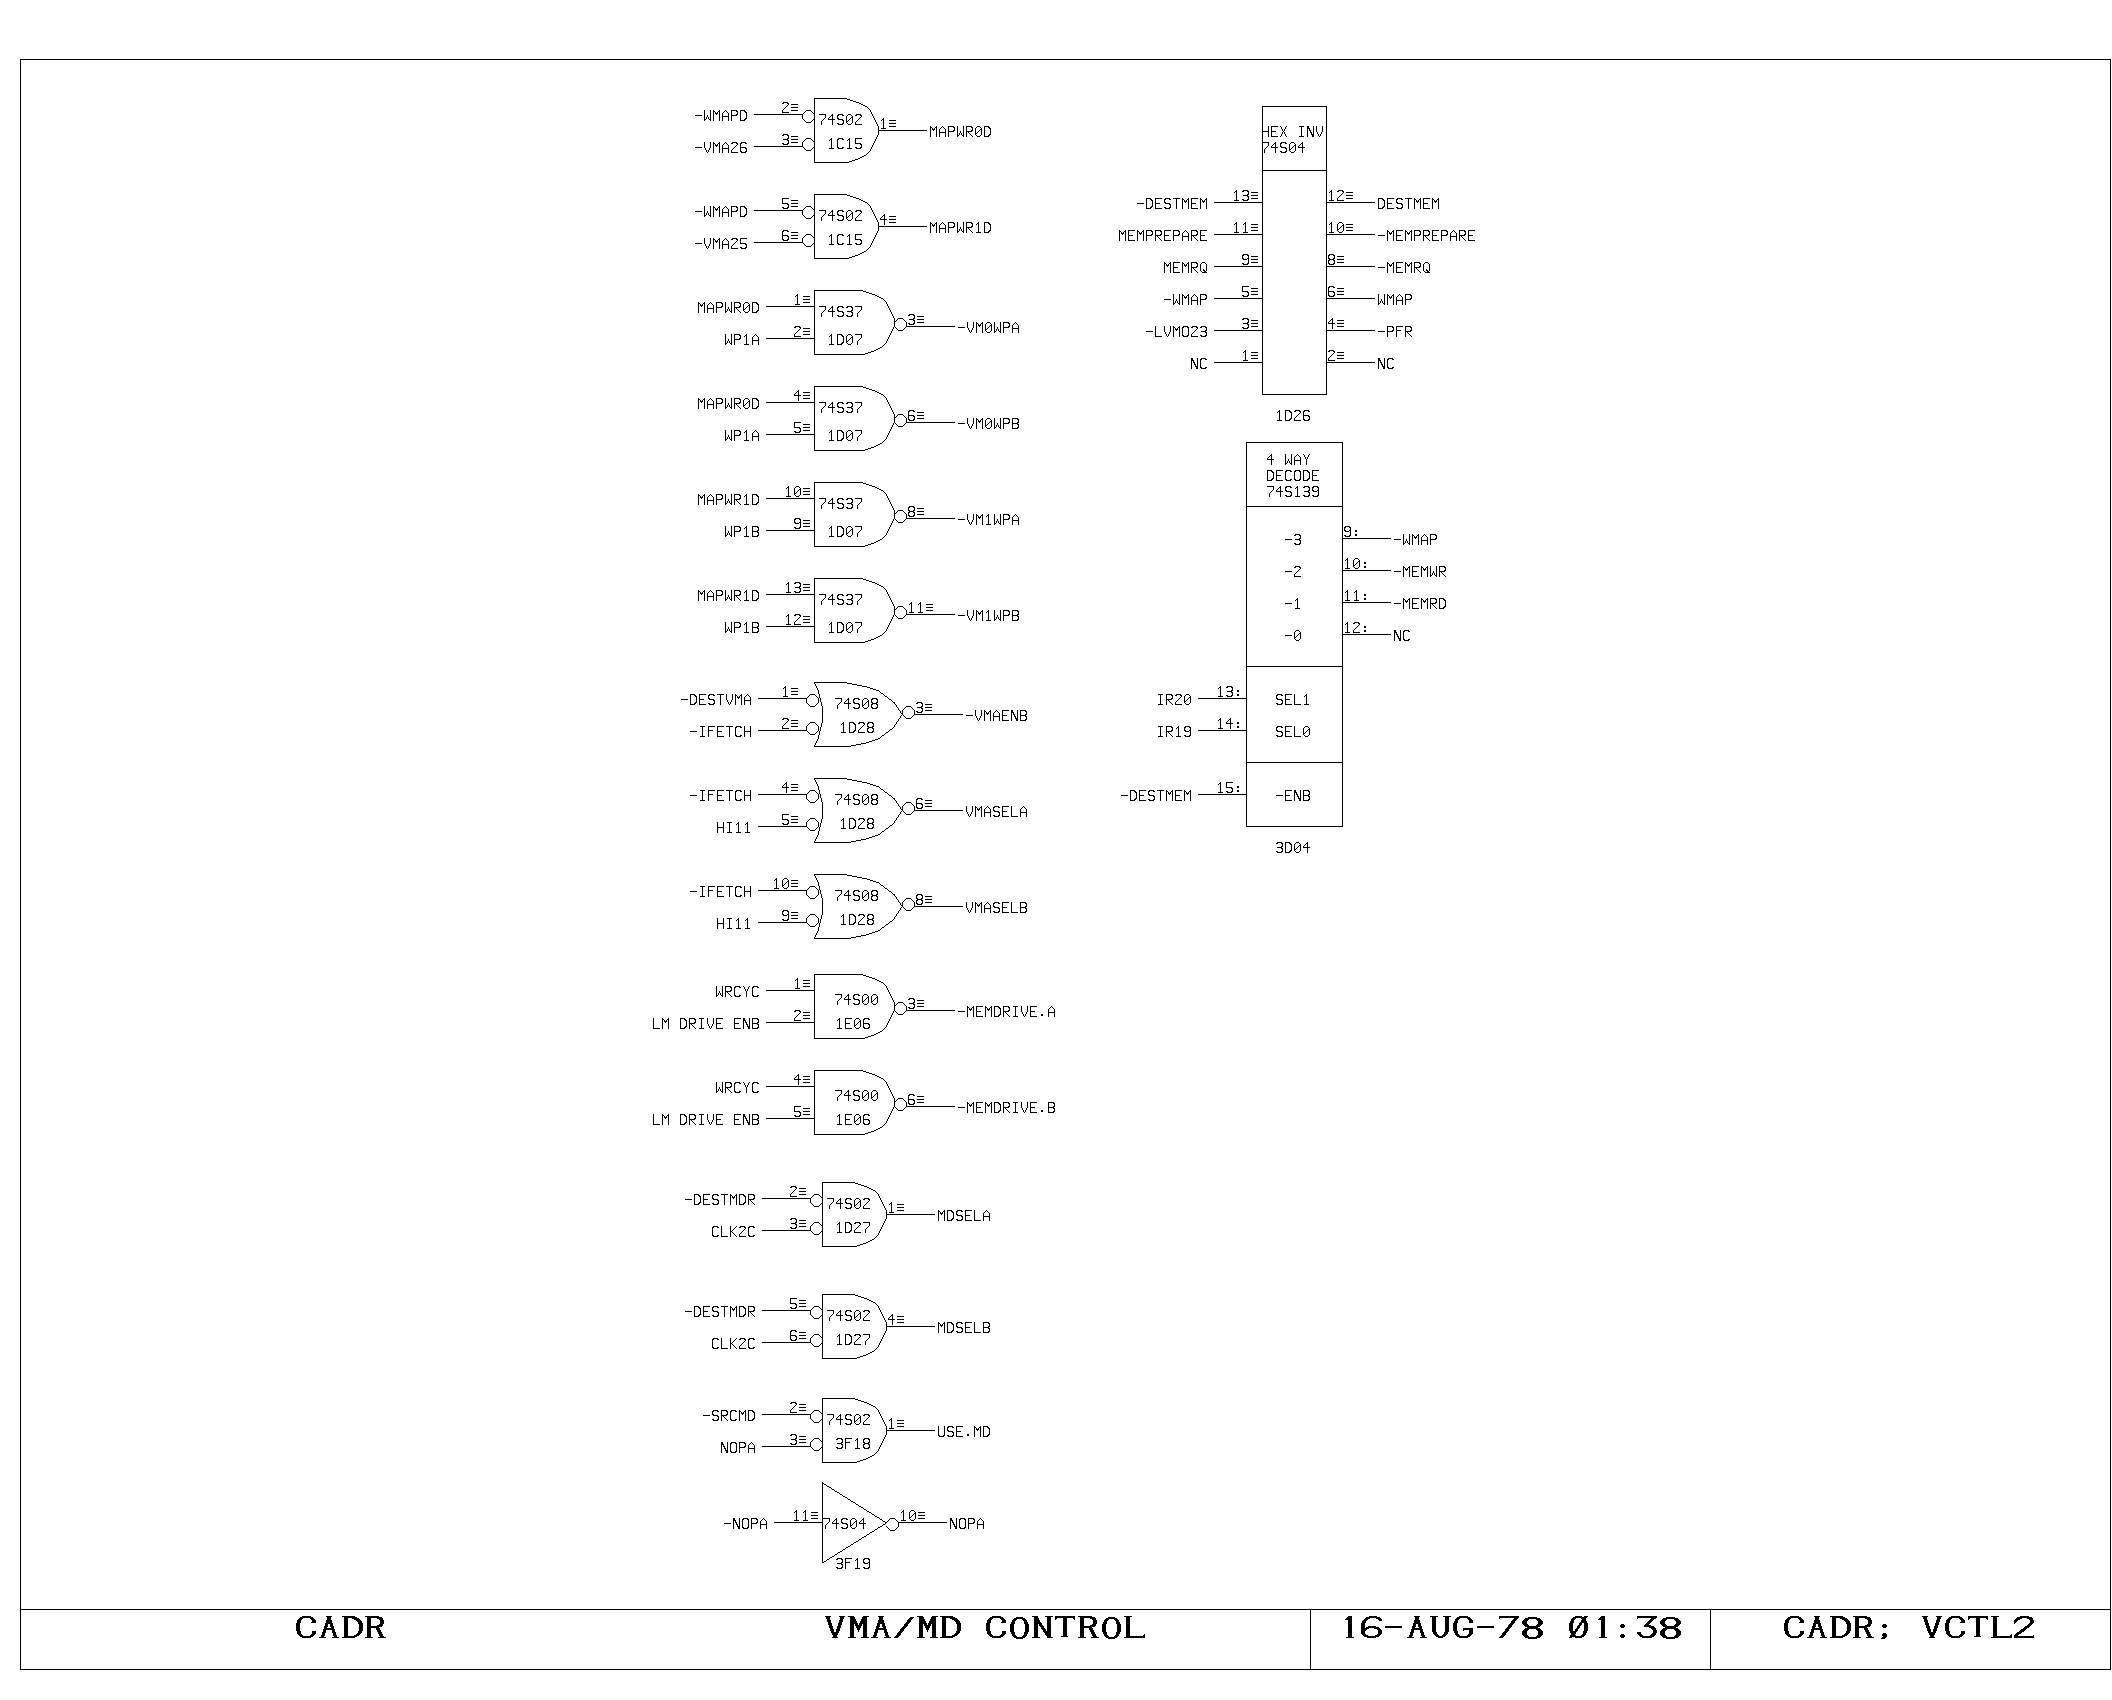 -WMAPD 2≡ 74S02 1≡ MAPWR0D
-VMA26 3≡ 1C15
-WMAPD 5≡ 74S02 4≡ MAPWR1D
-VMA25 6≡ 1C15
MAPWR0D 1≡ 74S37 3≡ -VM0WPA
WP1A 2≡ 1D07
MAPWR0D 4≡ 74S37 6≡ -VM0WPB
WP1A 5≡ 1D07
MAPWR1D 10≡ 74S37 8≡ -VM1WPA
WP1B 9≡ 1D07
MAPWR1D 13≡ 74S37 11≡ -VM1WPB
WP1B 12≡ 1D07
-DESTVMA 1≡ 74S08 3≡ -VMAENB
-IFETCH 2≡ 1D28
-IFETCH 4≡ 74S08 6≡ VMASELA
HI11 5≡ 1D28
-IFETCH 10≡ 74S08 8≡ VMASELB
HI11 9≡ 1D28
WRCYC 1≡ 74S00 3≡ -MEMDRIVE.A
LM DRIVE ENB 2≡ 1E06
WRCYC 4≡ 74S00 6≡ -MEMDRIVE.B
LM DRIVE ENB 5≡ 1E06
-DESTMDR 2≡ 74S02 1≡ MDSELA
CLK2C 3≡ 1D27
-DESTMDR 5≡ 74S02 4≡ MDSELB
CLK2C 6≡ 1D27
-SRCMD 2≡ 74S02 1≡ USE.MD
NOPA 3≡ 3F18
-NOPA 11≡ 74S04 10≡ NOPA
3F19
HEX INV
74S04
-DESTMEM 13≡ 12≡ DESTMEM
MEMPREPARE 11≡ 10≡ -MEMPREPARE
MEMRQ 9≡ 8≡ -MEMRQ
-WMAP 5≡ 6≡ WMAP
-LVMO23 3≡ 4≡ -PFR
NC 1≡ 2≡ NC
1D26
4 WAY
DECODE
74S139
-3 9: -WMAP
-2 10: -MEMWR
-1 11: -MEMRD
-0 12: NC
IR20 13: SEL1
IR19 14: SEL0
-DESTMEM 15: -ENB
3D04
CADR VMA/MD CONTROL 16-AUG-78 Ø1:38 CADR; VCTL2